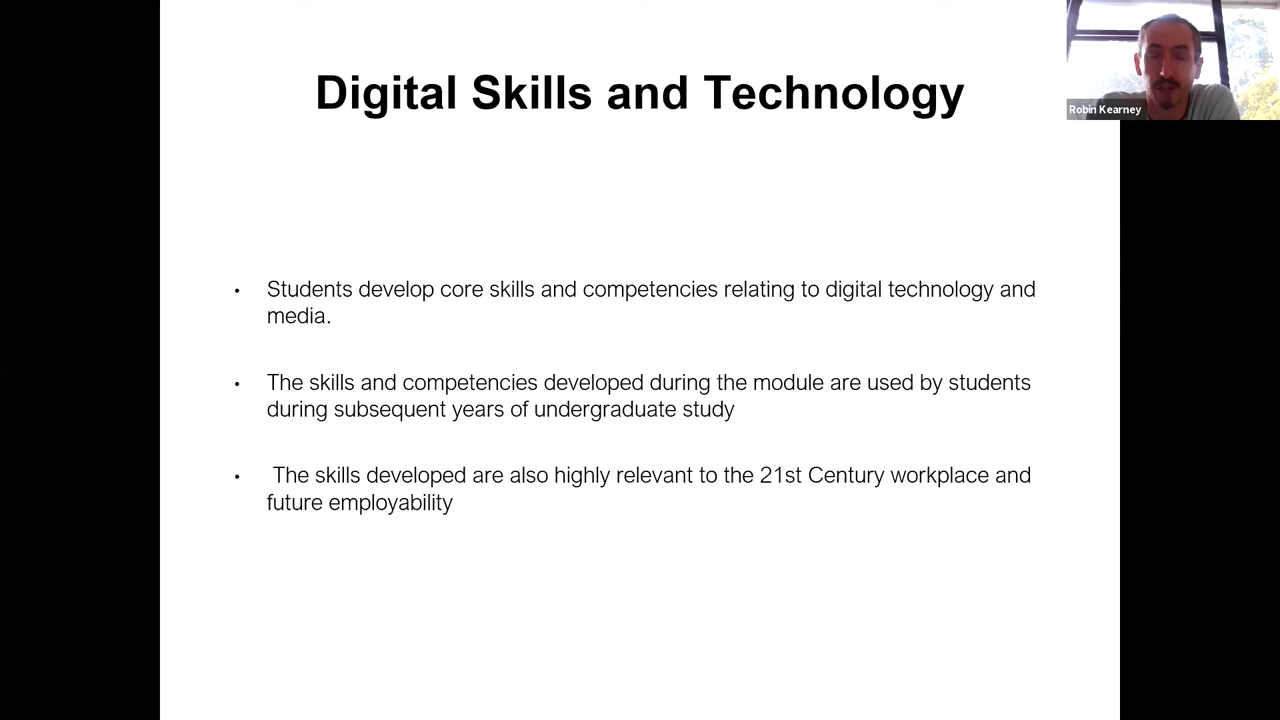 Digital Skills and Technology
Robin Kearney
• Students develop core skills and competencies relating to digital technology and
media.
• The skills and competencies developed during the module are used by students
during subsequent years of undergraduate study
• The skills developed are also highly relevant to the 21st Century workplace and
future employability